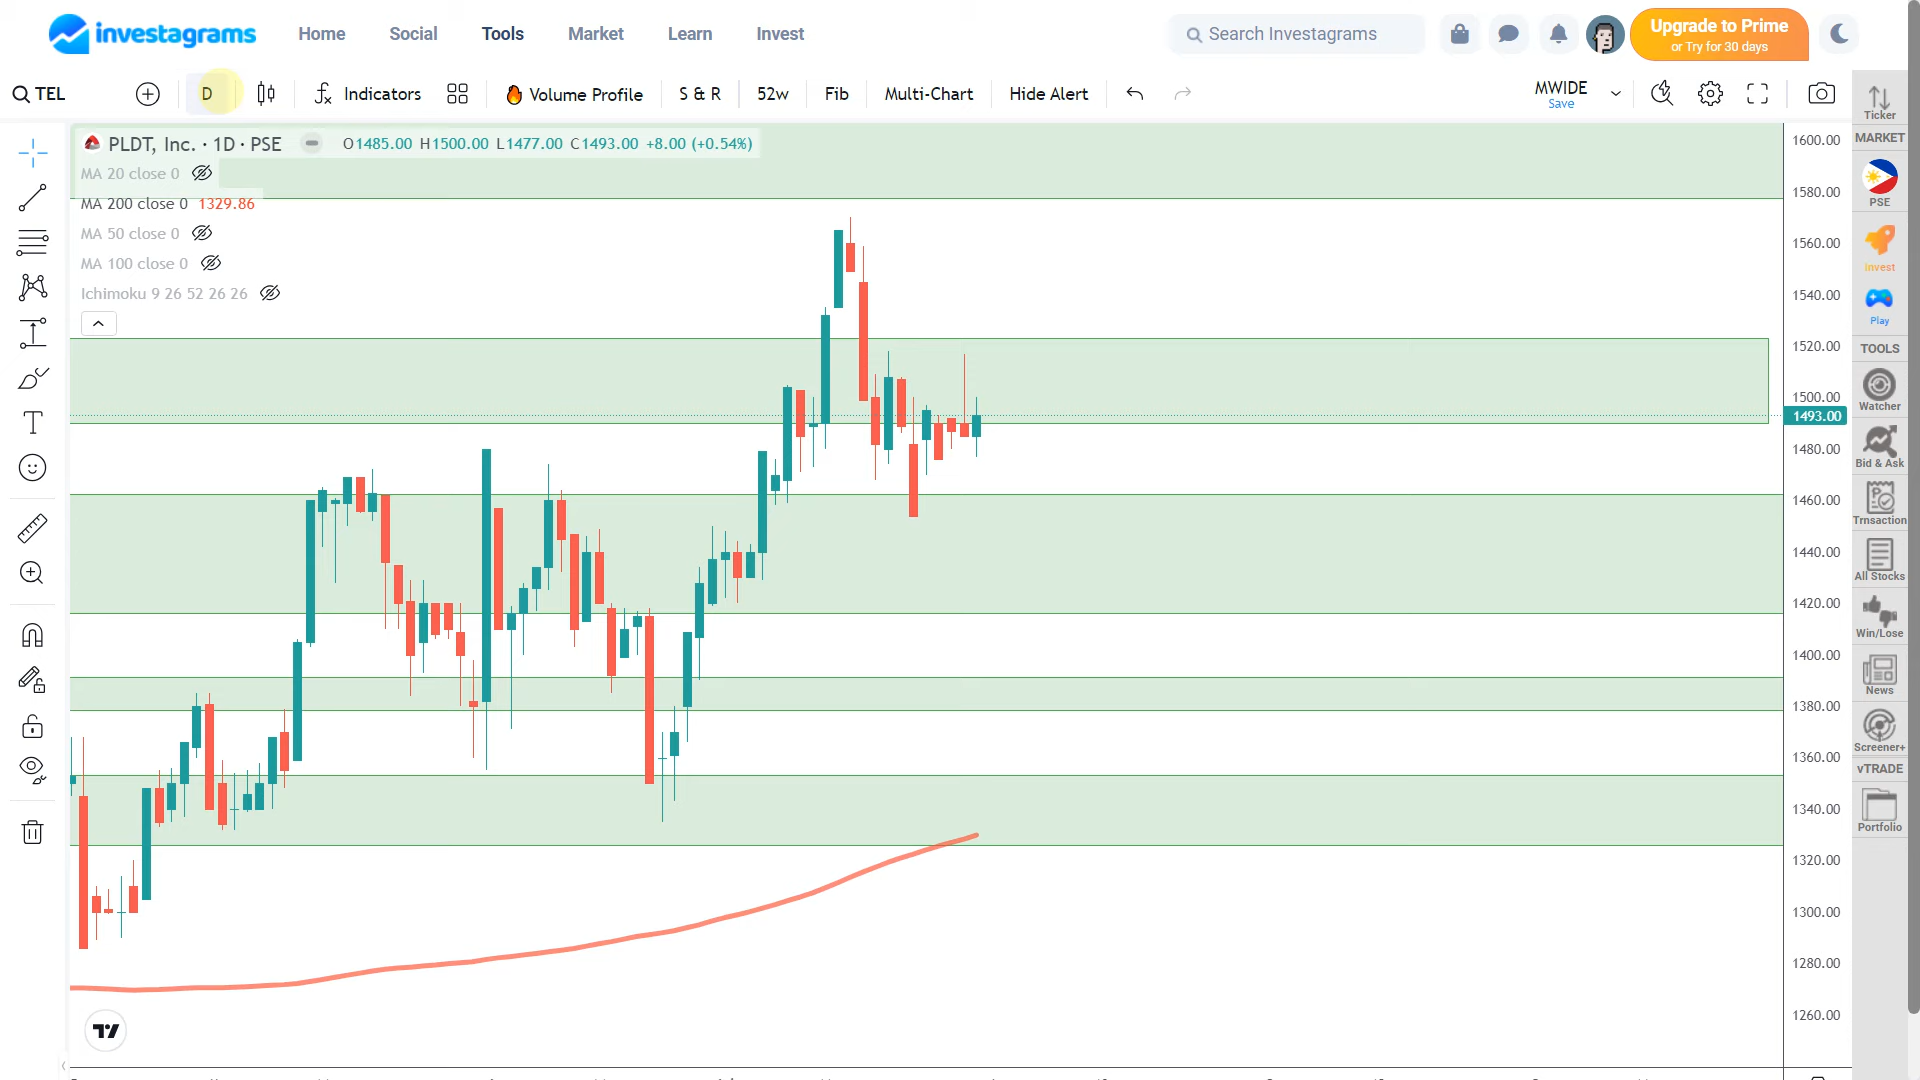 investagrams
Home
Social
Tools
Market
Learn
Invest
Search Investagrams
Upgrade to Prime
or Try for 30 days
TEL
D
Indicators
Volume Profile
S & R
52w
Fib
Multi-Chart
Hide Alert
MWIDE
Save
PLDT, Inc. · 1D · PSE
O1485.00 H1500.00 L1477.00 C1493.00 +8.00 (+0.54%)
MA 20 close 0
MA 200 close 0 1329.86
MA 50 close 0
MA 100 close 0
Ichimoku 9 26 52 26 26
1600.00
1580.00
1560.00
1540.00
1520.00
1500.00
1493.00
1480.00
1460.00
1440.00
1420.00
1400.00
1380.00
1360.00
1340.00
1320.00
1300.00
1280.00
1260.00
Ticker
MARKET
PSE
Invest
Play
TOOLS
Watcher
Bid & Ask
Trnsaction
All Stocks
Win/Lose
News
Screener+
vTRADE
Portfolio